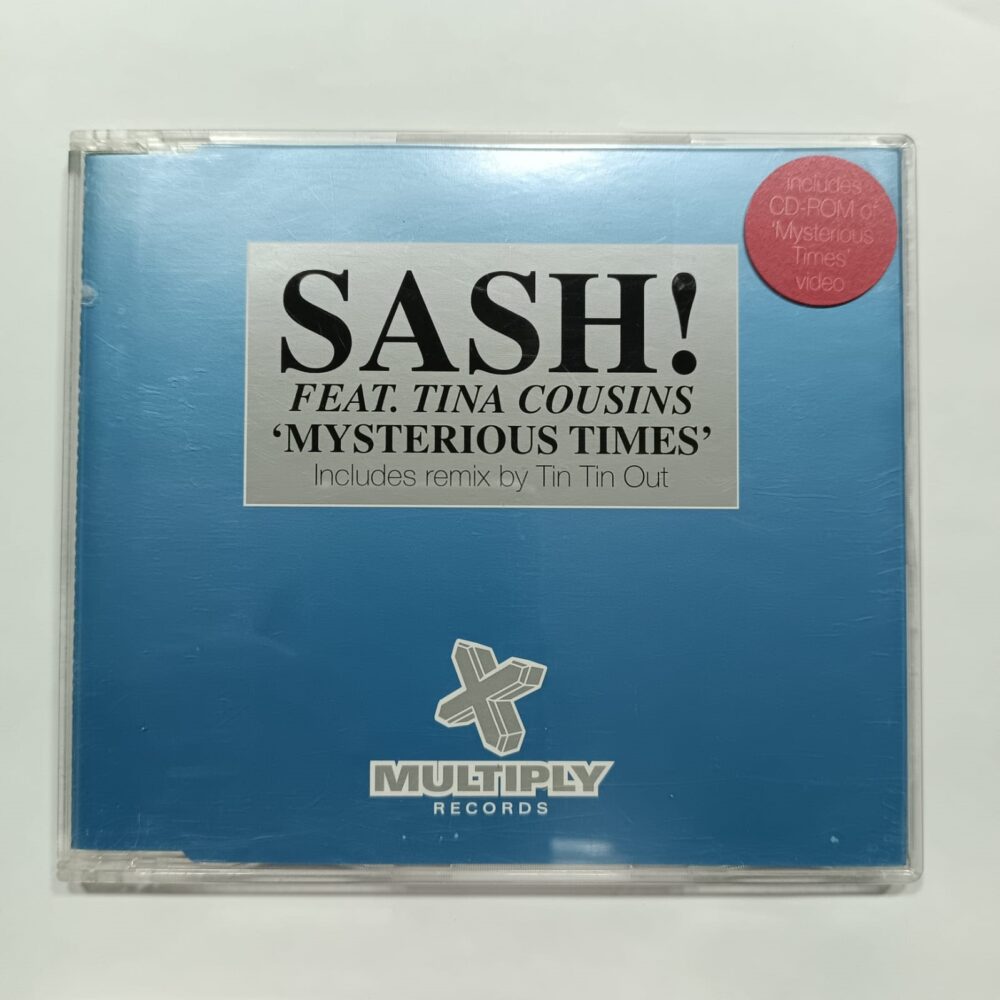 includes
CD-ROM of
'Mysterious
Times'
video
SASH!
FEAT. TINA COUSINS
‘MYSTERIOUS TIMES’
Includes remix by Tin Tin Out
MULTIPLY
RECORDS